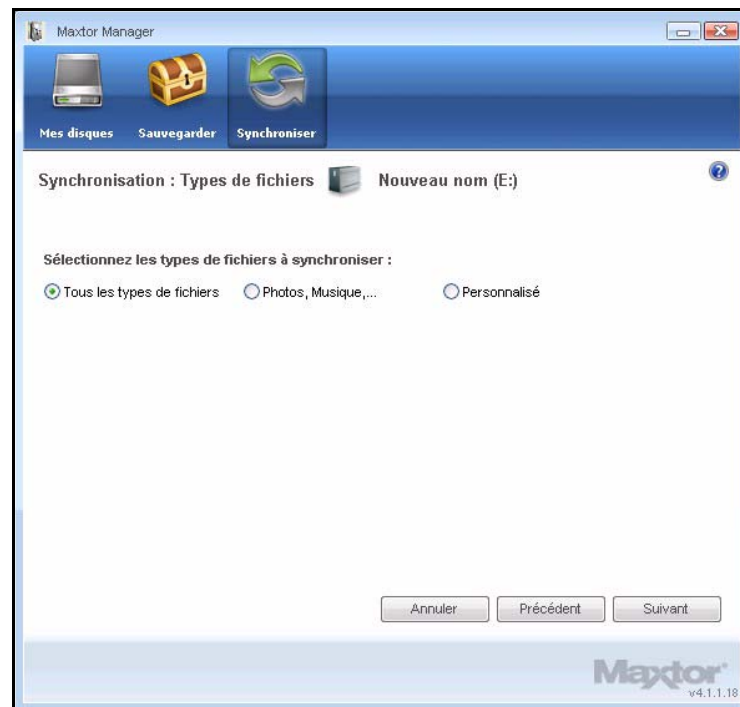 Maxtor Manager
Mes disques Sauvegarder Synchroniser
Synchronisation : Types de fichiers Nouveau nom (E:)
Sélectionnez les types de fichiers à synchroniser :
Tous les types de fichiers Photos, Musique,... Personnalisé
Annuler Précédent Suivant
Maxtor
v4.1.1.18